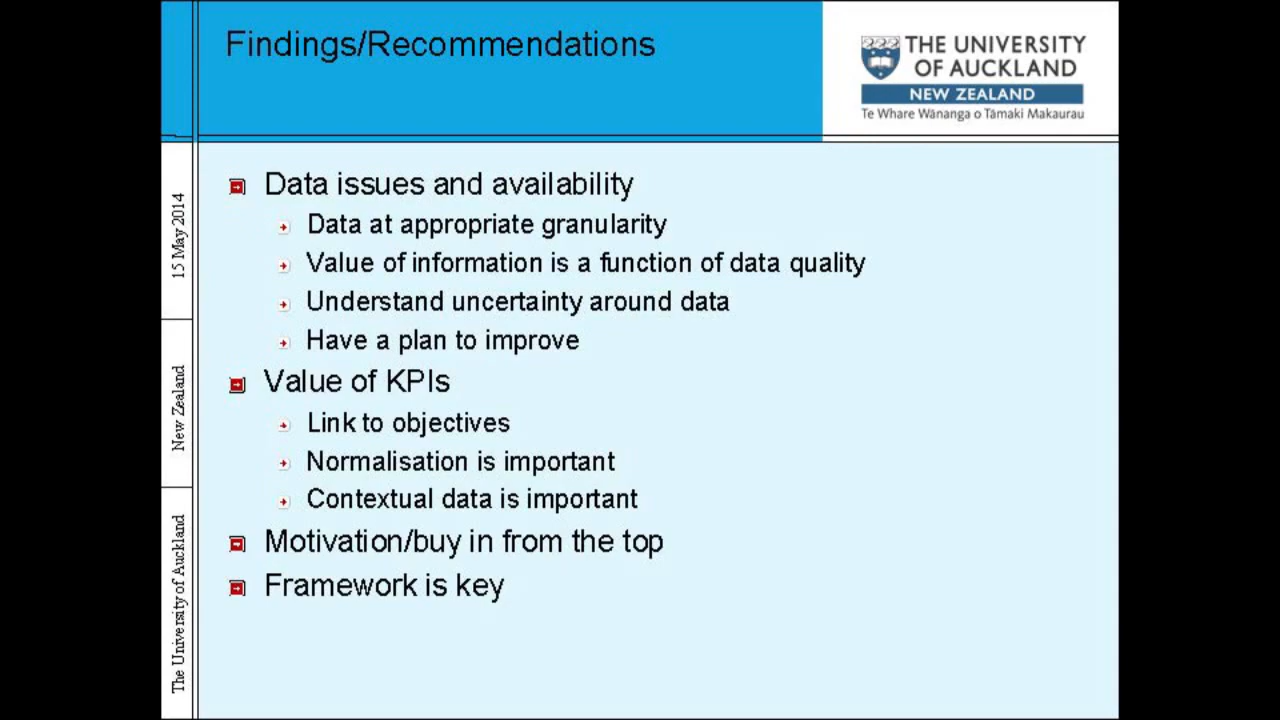 Findings/Recommendations
THE UNIVERSITY
OF AUCKLAND
NEW ZEALAND
Te Whare Wānanga o Tāmaki Makaurau
Data issues and availability
Data at appropriate granularity
Value of information is a function of data quality
Understand uncertainty around data
Have a plan to improve
Value of KPIs
Link to objectives
Normalisation is important
Contextual data is important
Motivation/buy in from the top
Framework is key
15 May 2014
New Zealand
The University of Auckland